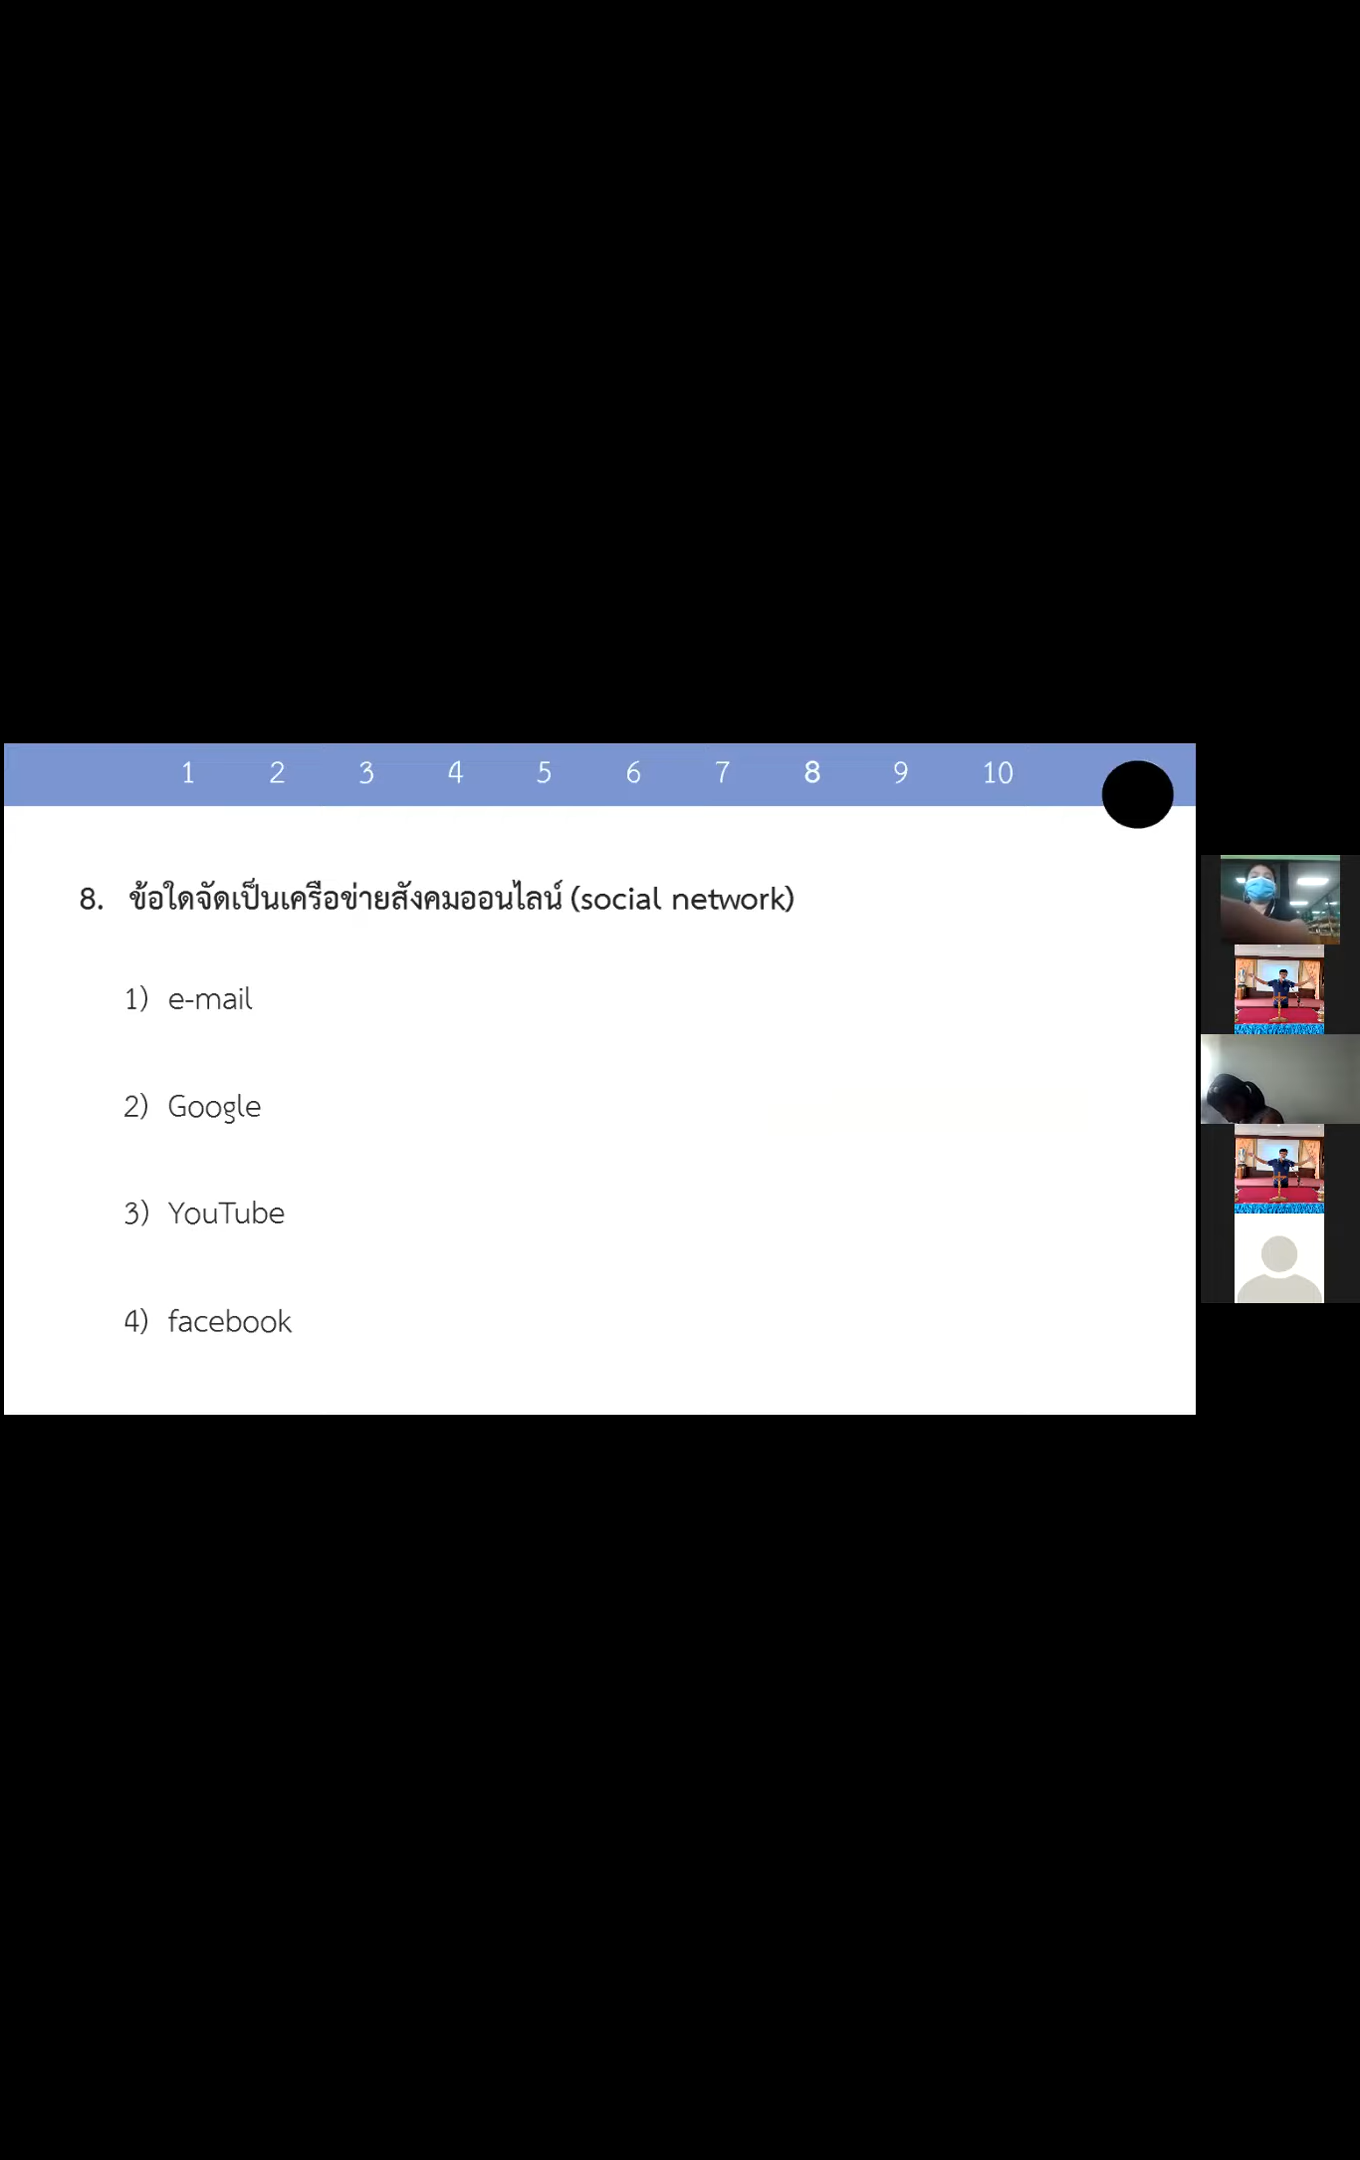 1 2 3 4 5 6 7 8 9 10
8. ข้อใดจัดเป็นเครือข่ายสังคมออนไลน์ (social network)
1) e-mail
2) Google
3) YouTube
4) facebook